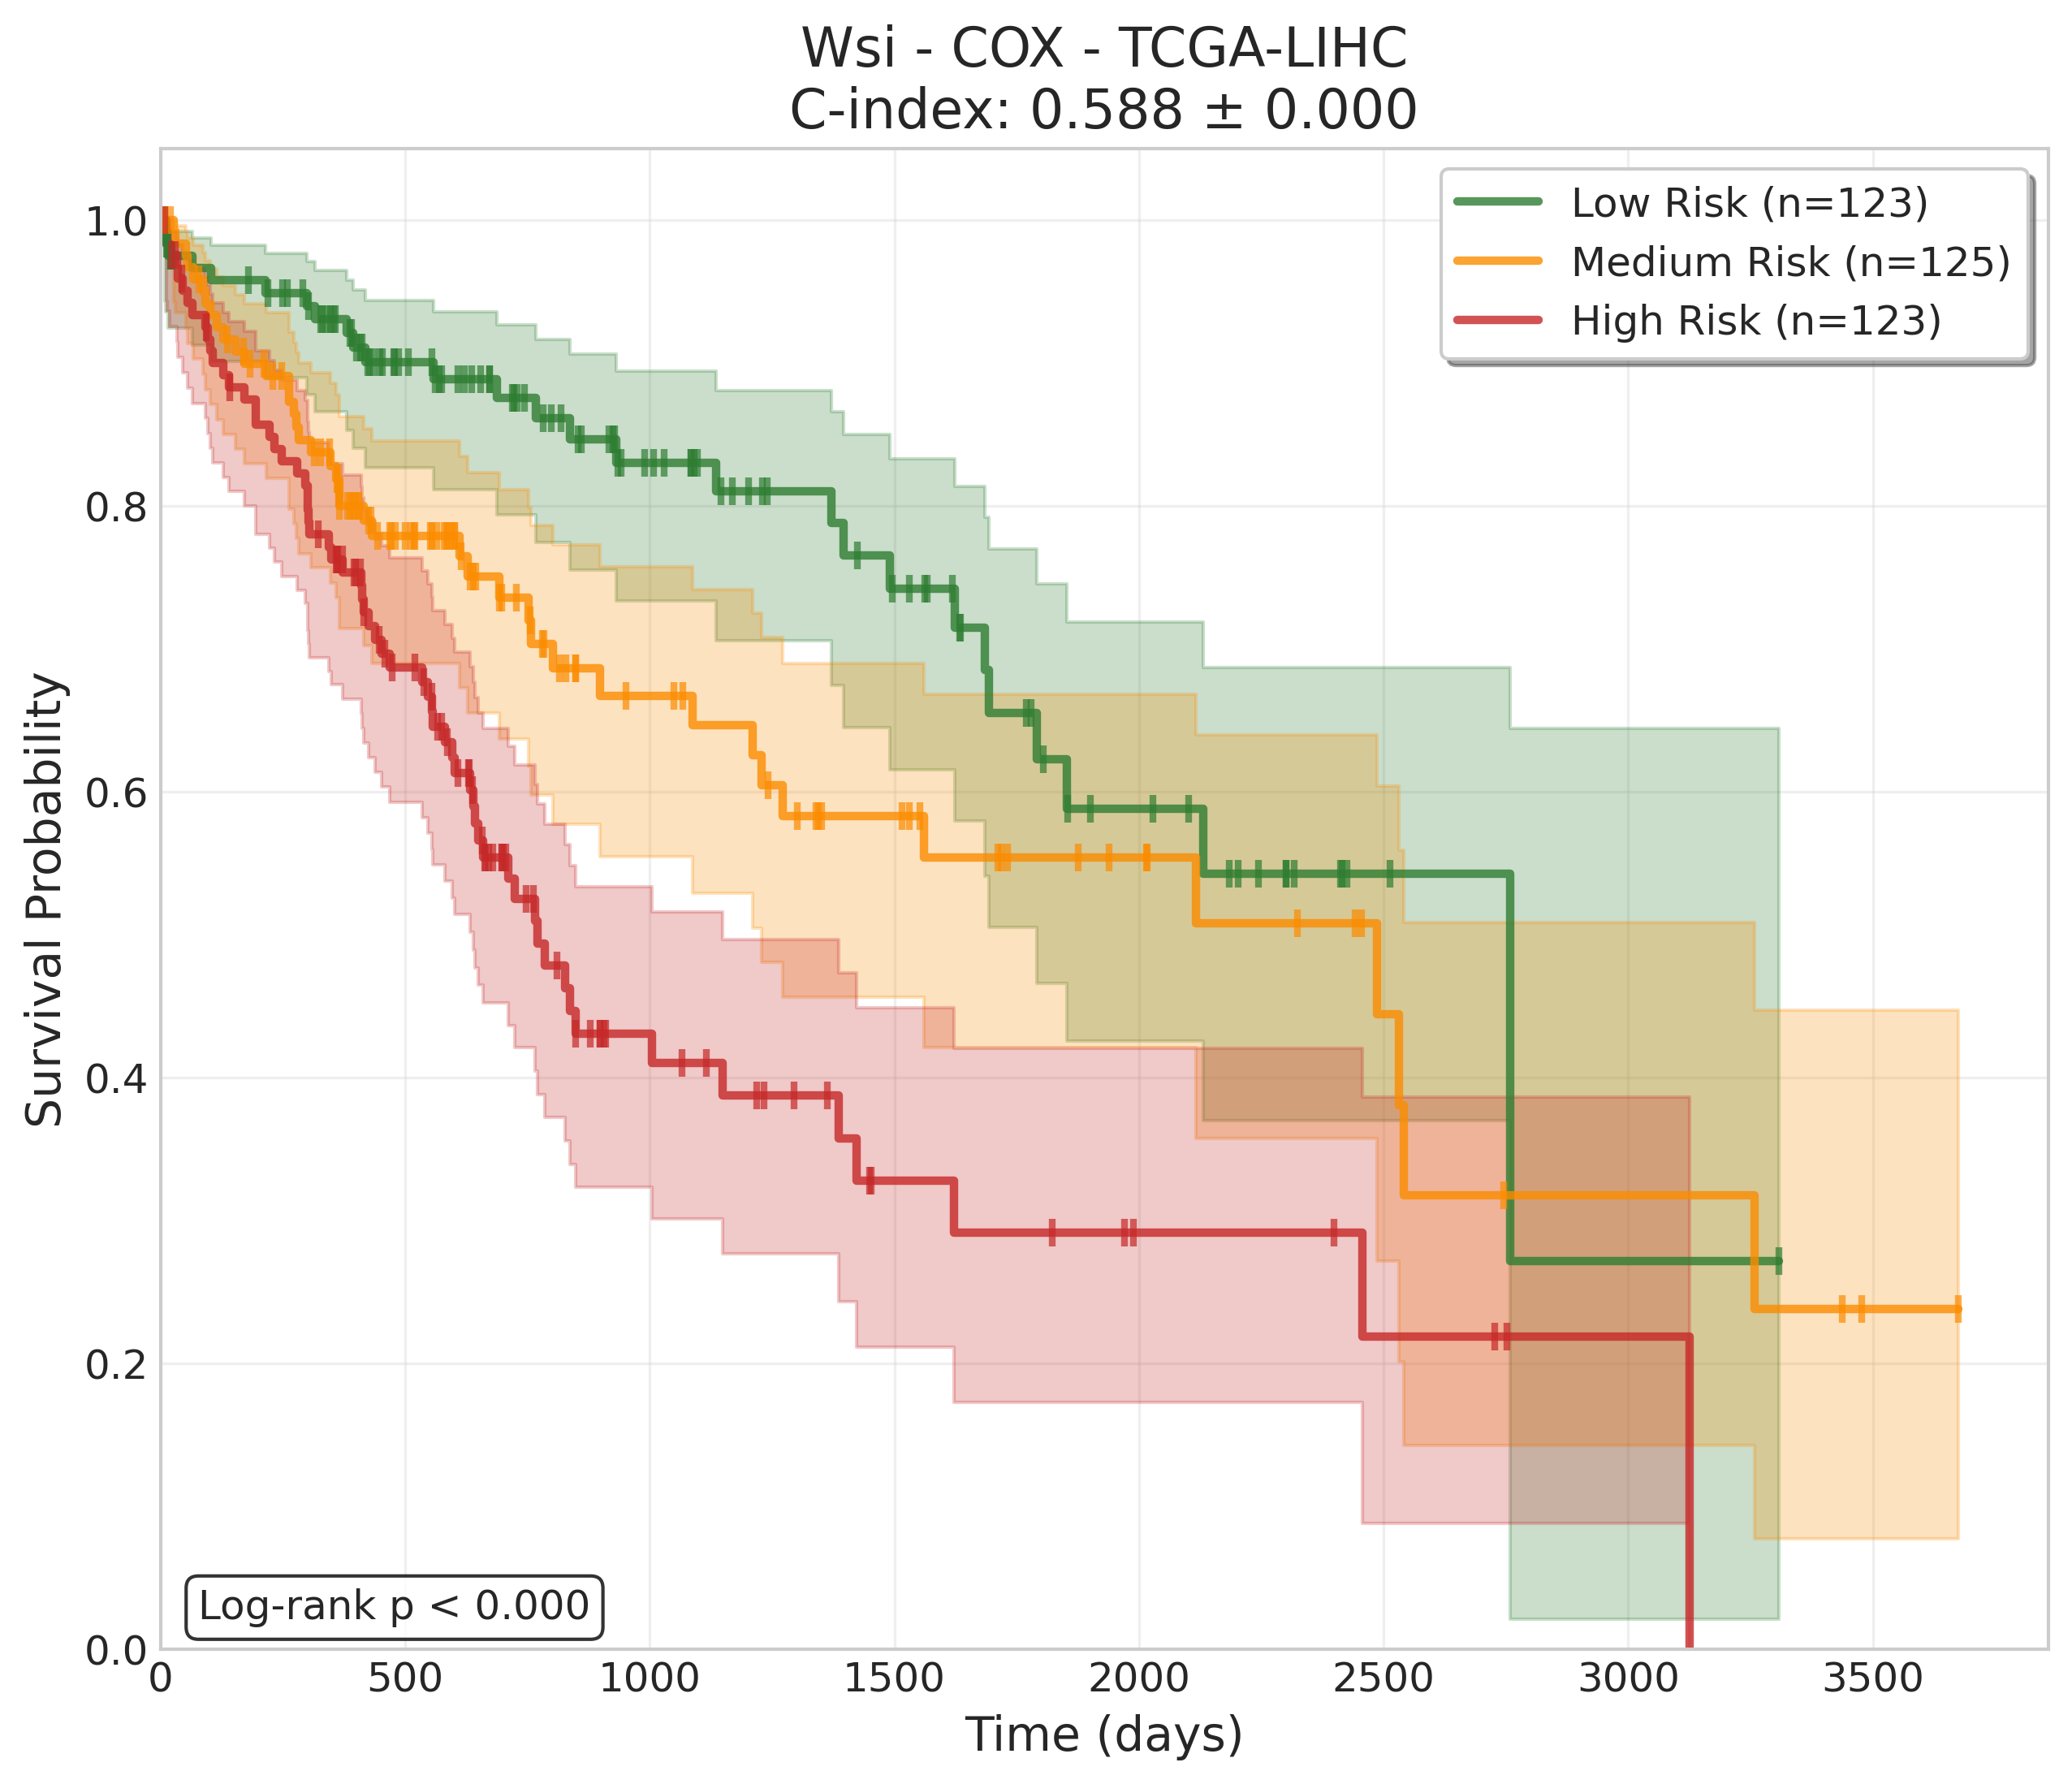 Wsi - COX - TCGA-LIHC
C-index: 0.588 ± 0.000
Low Risk (n=123)
Medium Risk (n=125)
High Risk (n=123)
Survival Probability
1.0
0.8
0.6
0.4
0.2
0.0
Log-rank p < 0.000
0 500 1000 1500 2000 2500 3000 3500
Time (days)